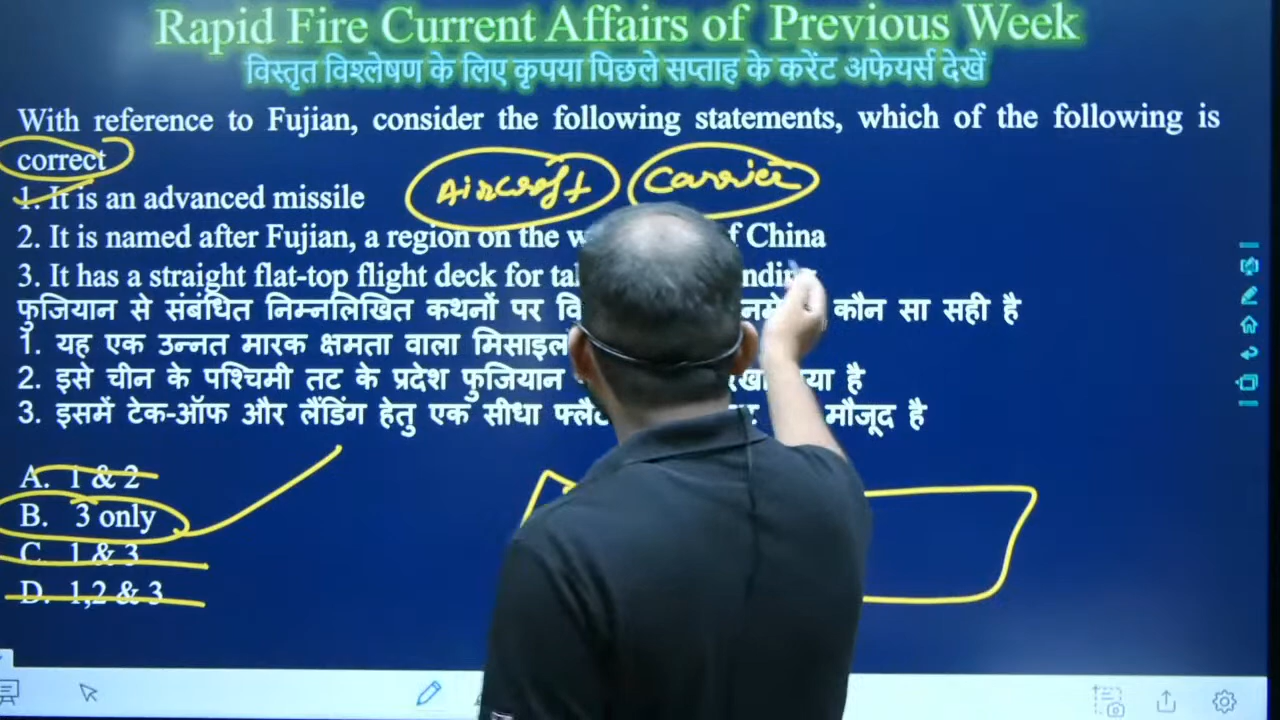 Rapid Fire Current Affairs of Previous Week
विस्तृत विश्लेषण के लिए कृपया पिछले सप्ताह के करेंट अफेयर्स देखें
With reference to Fujian, consider the following statements, which of the following is
correct
Aircraft Carrier
1. It is an advanced missile
2. It is named after Fujian, a region on the China
3. It has a straight flat-top flight deck for
फुजियान से संबंधित निम्नलिखित कथनों पर कौन सा सही है
1. यह एक उन्नत मारक क्षमता वाला मिसाइल
2. इसे चीन के पश्चिमी तट के प्रदेश फुजियान है
3. इसमें टेक-ऑफ और लैंडिंग हेतु एक सीधा मौजूद है
A. 1 & 2
B. 3 only
C. 1 & 3
D. 1,2 & 3